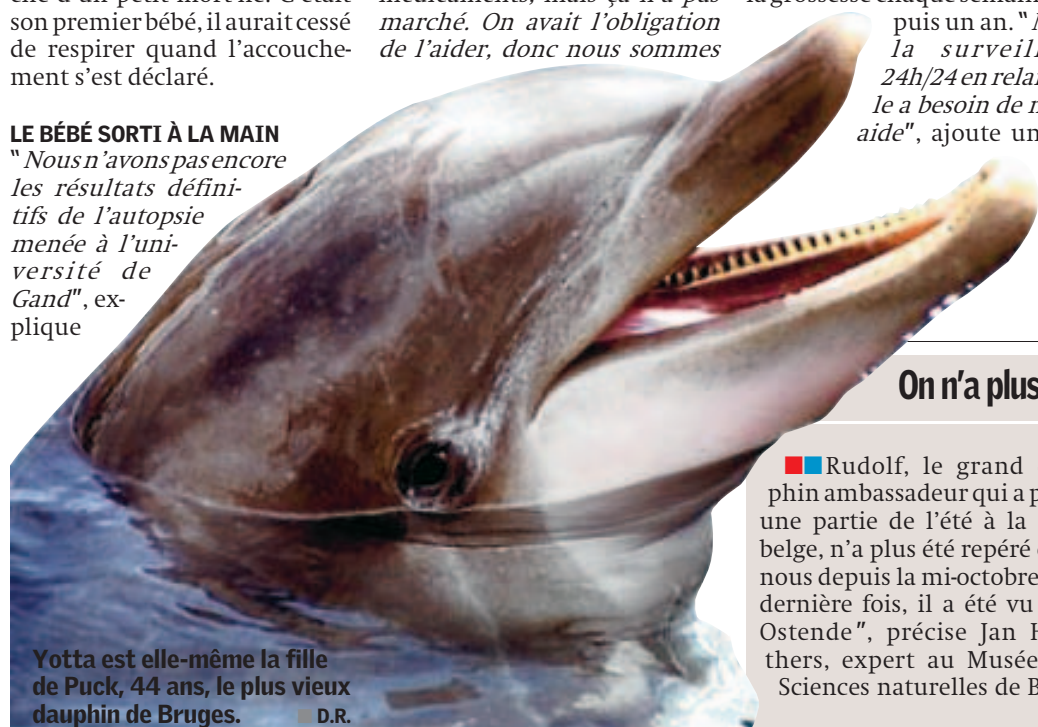 son premier bébé, il aurait cessé
de respirer quand l'accouche-
ment s'est déclaré.
LE BÉBÉ SORTI À LA MAIN
"Nous n'avons pas encore
les résultats défini-
tifs de l'autopsie
menée à l'uni-
versité de
Gand", ex-
plique
marché. On avait l'obligation
de l'aider, donc nous sommes
puis un an. "
la surveill
24h/24 en relai
le a besoin de
aide", ajoute un
Yotta est elle-même la fille
de Puck, 44 ans, le plus vieux
dauphin de Bruges.
D.R.
On n'a plus
Rudolf, le grand
phin ambassadeur qui a p
une partie de l'été à la
belge, n'a plus été repéré
nous depuis la mi-octobre
dernière fois, il a été vu
Ostende", précise Jan H
thers, expert au Musée
Sciences naturelles de B